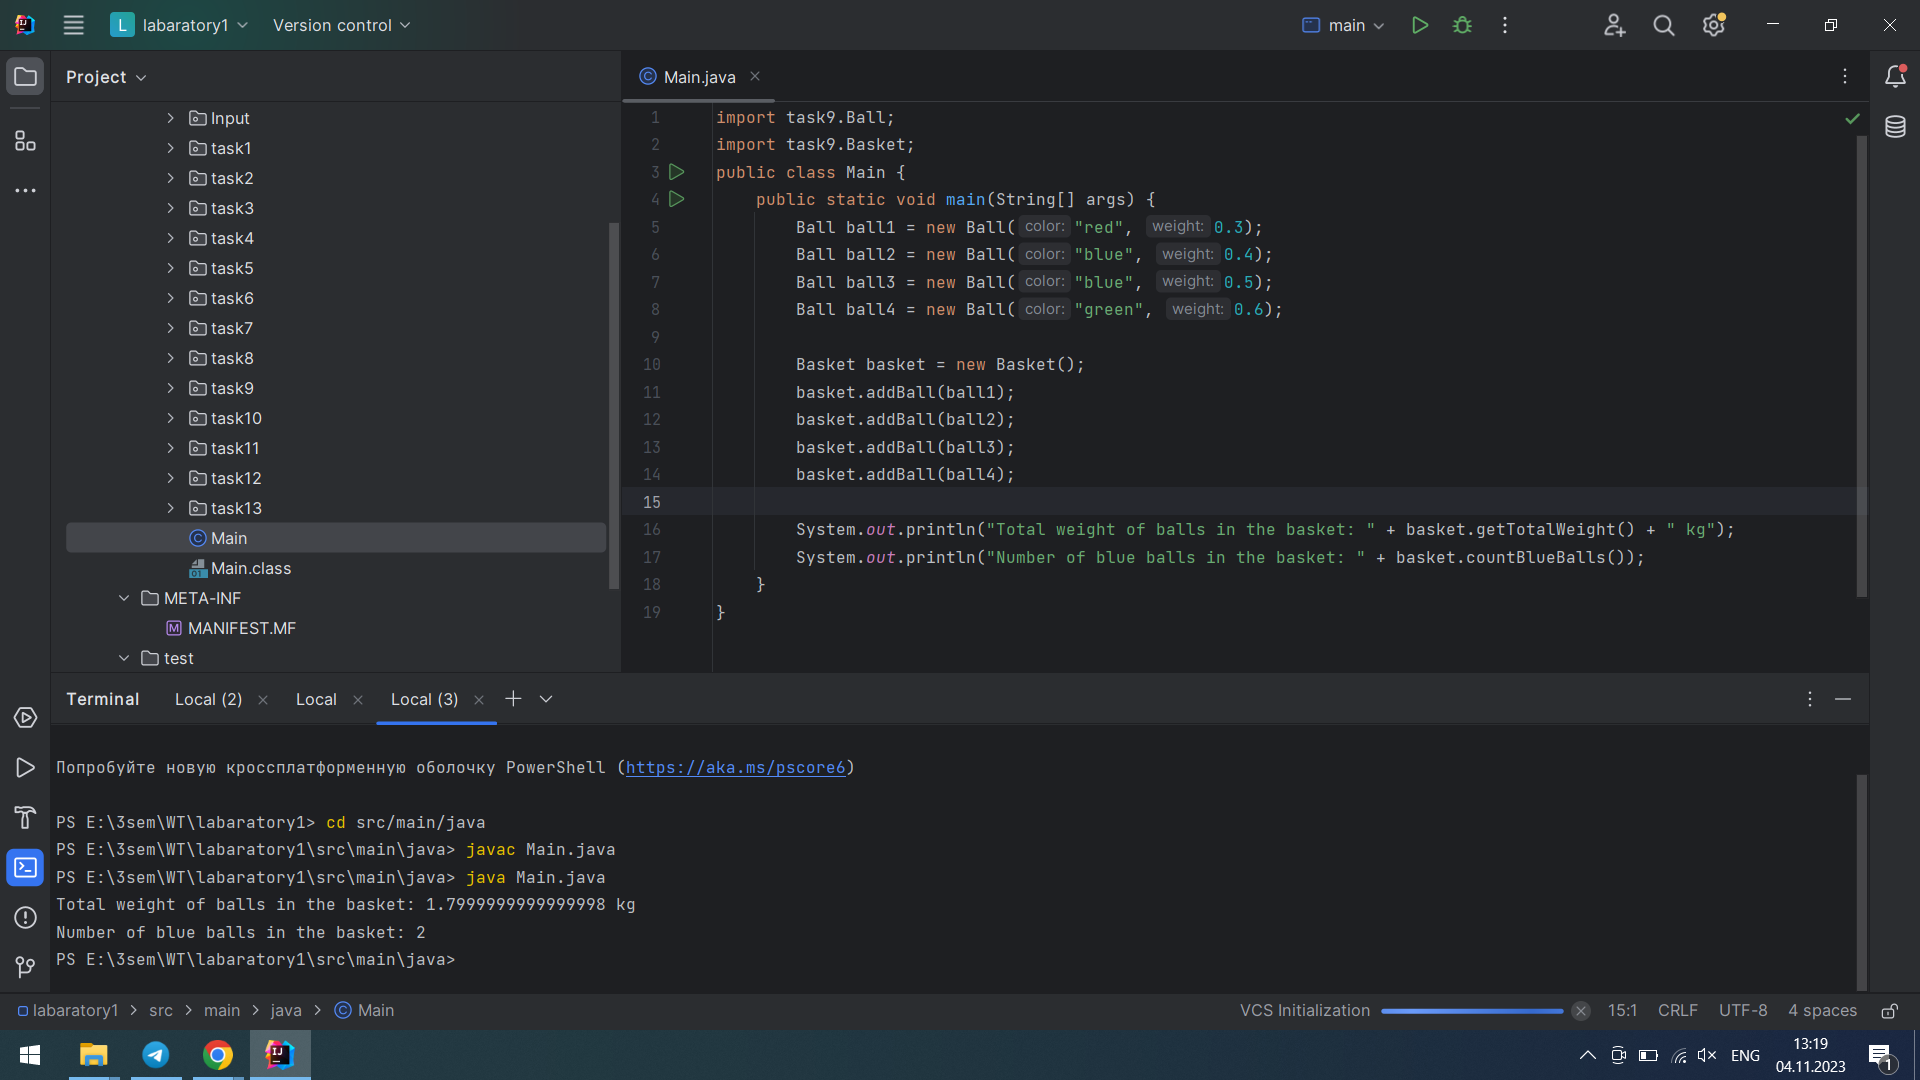 L labaratory1 Version control main
Project
Input
task1
task2
task3
task4
task5
task6
task7
task8
task9
task10
task11
task12
task13
Main
Main.class
META-INF
MANIFEST.MF
test
Main.java
1 import task9.Ball;
2 import task9.Basket;
3 public class Main {
4 public static void main(String[] args) {
5 Ball ball1 = new Ball( color: "red", weight: 0.3);
6 Ball ball2 = new Ball( color: "blue", weight: 0.4);
7 Ball ball3 = new Ball( color: "blue", weight: 0.5);
8 Ball ball4 = new Ball( color: "green", weight: 0.6);
9
10 Basket basket = new Basket();
11 basket.addBall(ball1);
12 basket.addBall(ball2);
13 basket.addBall(ball3);
14 basket.addBall(ball4);
15
16 System.out.println("Total weight of balls in the basket: " + basket.getTotalWeight() + " kg");
17 System.out.println("Number of blue balls in the basket: " + basket.countBlueBalls());
18 }
19 }
Terminal Local (2) Local Local (3)
Попробуйте новую кроссплатформенную оболочку PowerShell (https://aka.ms/pscore6)
PS E:\3sem\WT\labaratory1> cd src/main/java
PS E:\3sem\WT\labaratory1\src\main\java> javac Main.java
PS E:\3sem\WT\labaratory1\src\main\java> java Main.java
Total weight of balls in the basket: 1.7999999999999998 kg
Number of blue balls in the basket: 2
PS E:\3sem\WT\labaratory1\src\main\java>
labaratory1 > src > main > java > Main VCS Initialization 15:1 CRLF UTF-8 4 spaces
ENG 13:19
04.11.2023
1